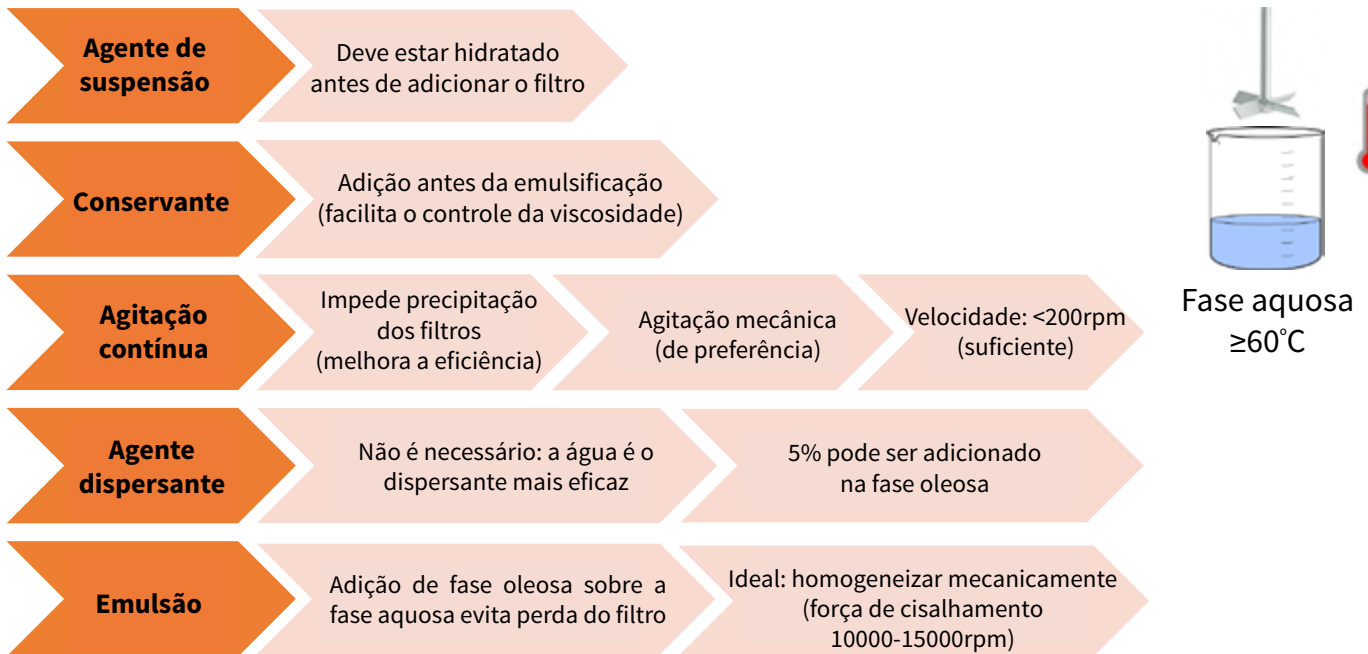 Agente de
suspensão
Deve estar hidratado
antes de adicionar o filtro
Conservante
Adição antes da emulsificação
(facilita o controle da viscosidade)
Agitação
contínua
Impede precipitação
dos filtros
(melhora a eficiência)
Agitação mecânica
(de preferência)
Velocidade: <200rpm
(suficiente)
Fase aquosa
≥60°C
Agente
dispersante
Não é necessário: a água é o
dispersante mais eficaz
5% pode ser adicionado
na fase oleosa
Emulsão
Adição de fase oleosa sobre a
fase aquosa evita perda do filtro
Ideal: homogeneizar mecanicamente
(força de cisalhamento
10000-15000rpm)